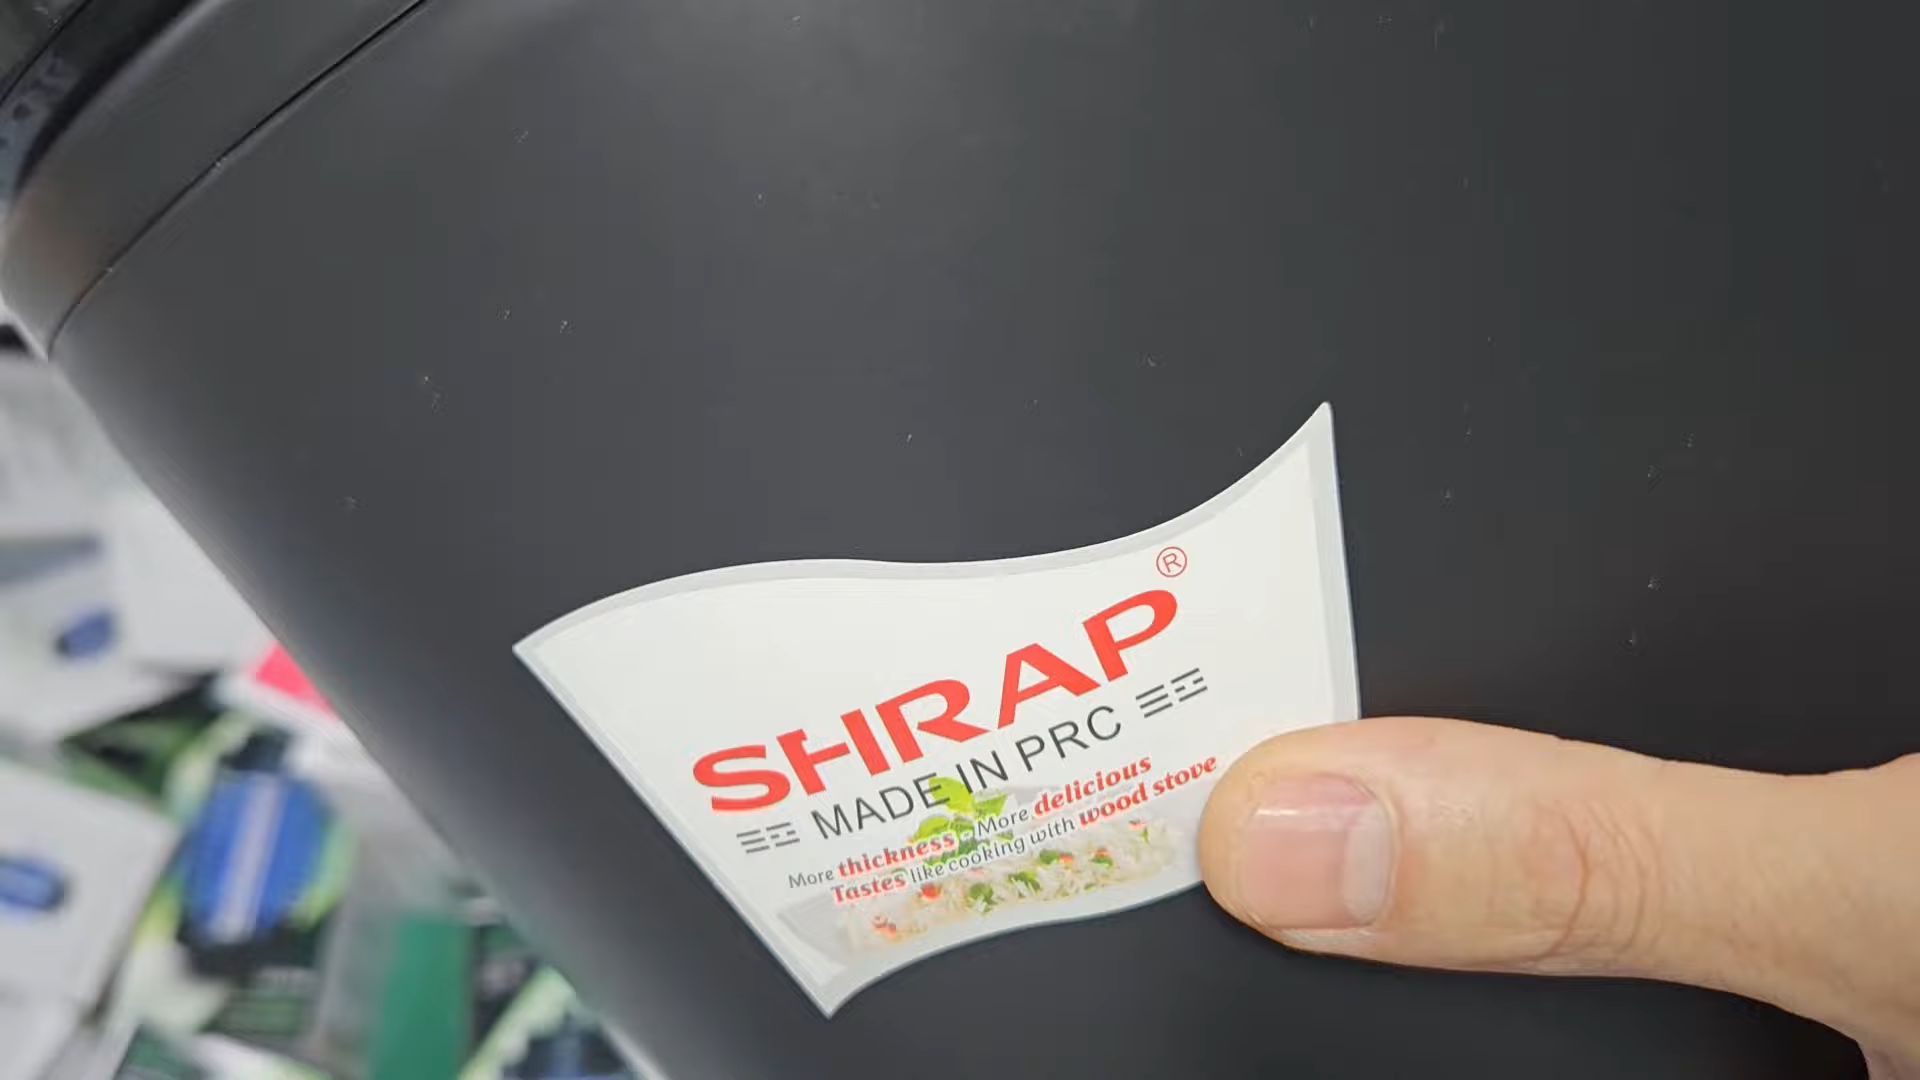 SHRAP®
MADE IN PRC
More thickness - More delicious
Tastes like cooking with wood stove